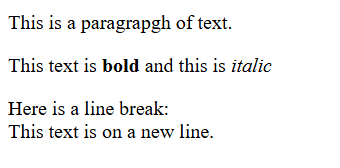 This is a paragrapgh of text.
This text is bold and this is italic
Here is a line break:
This text is on a new line.